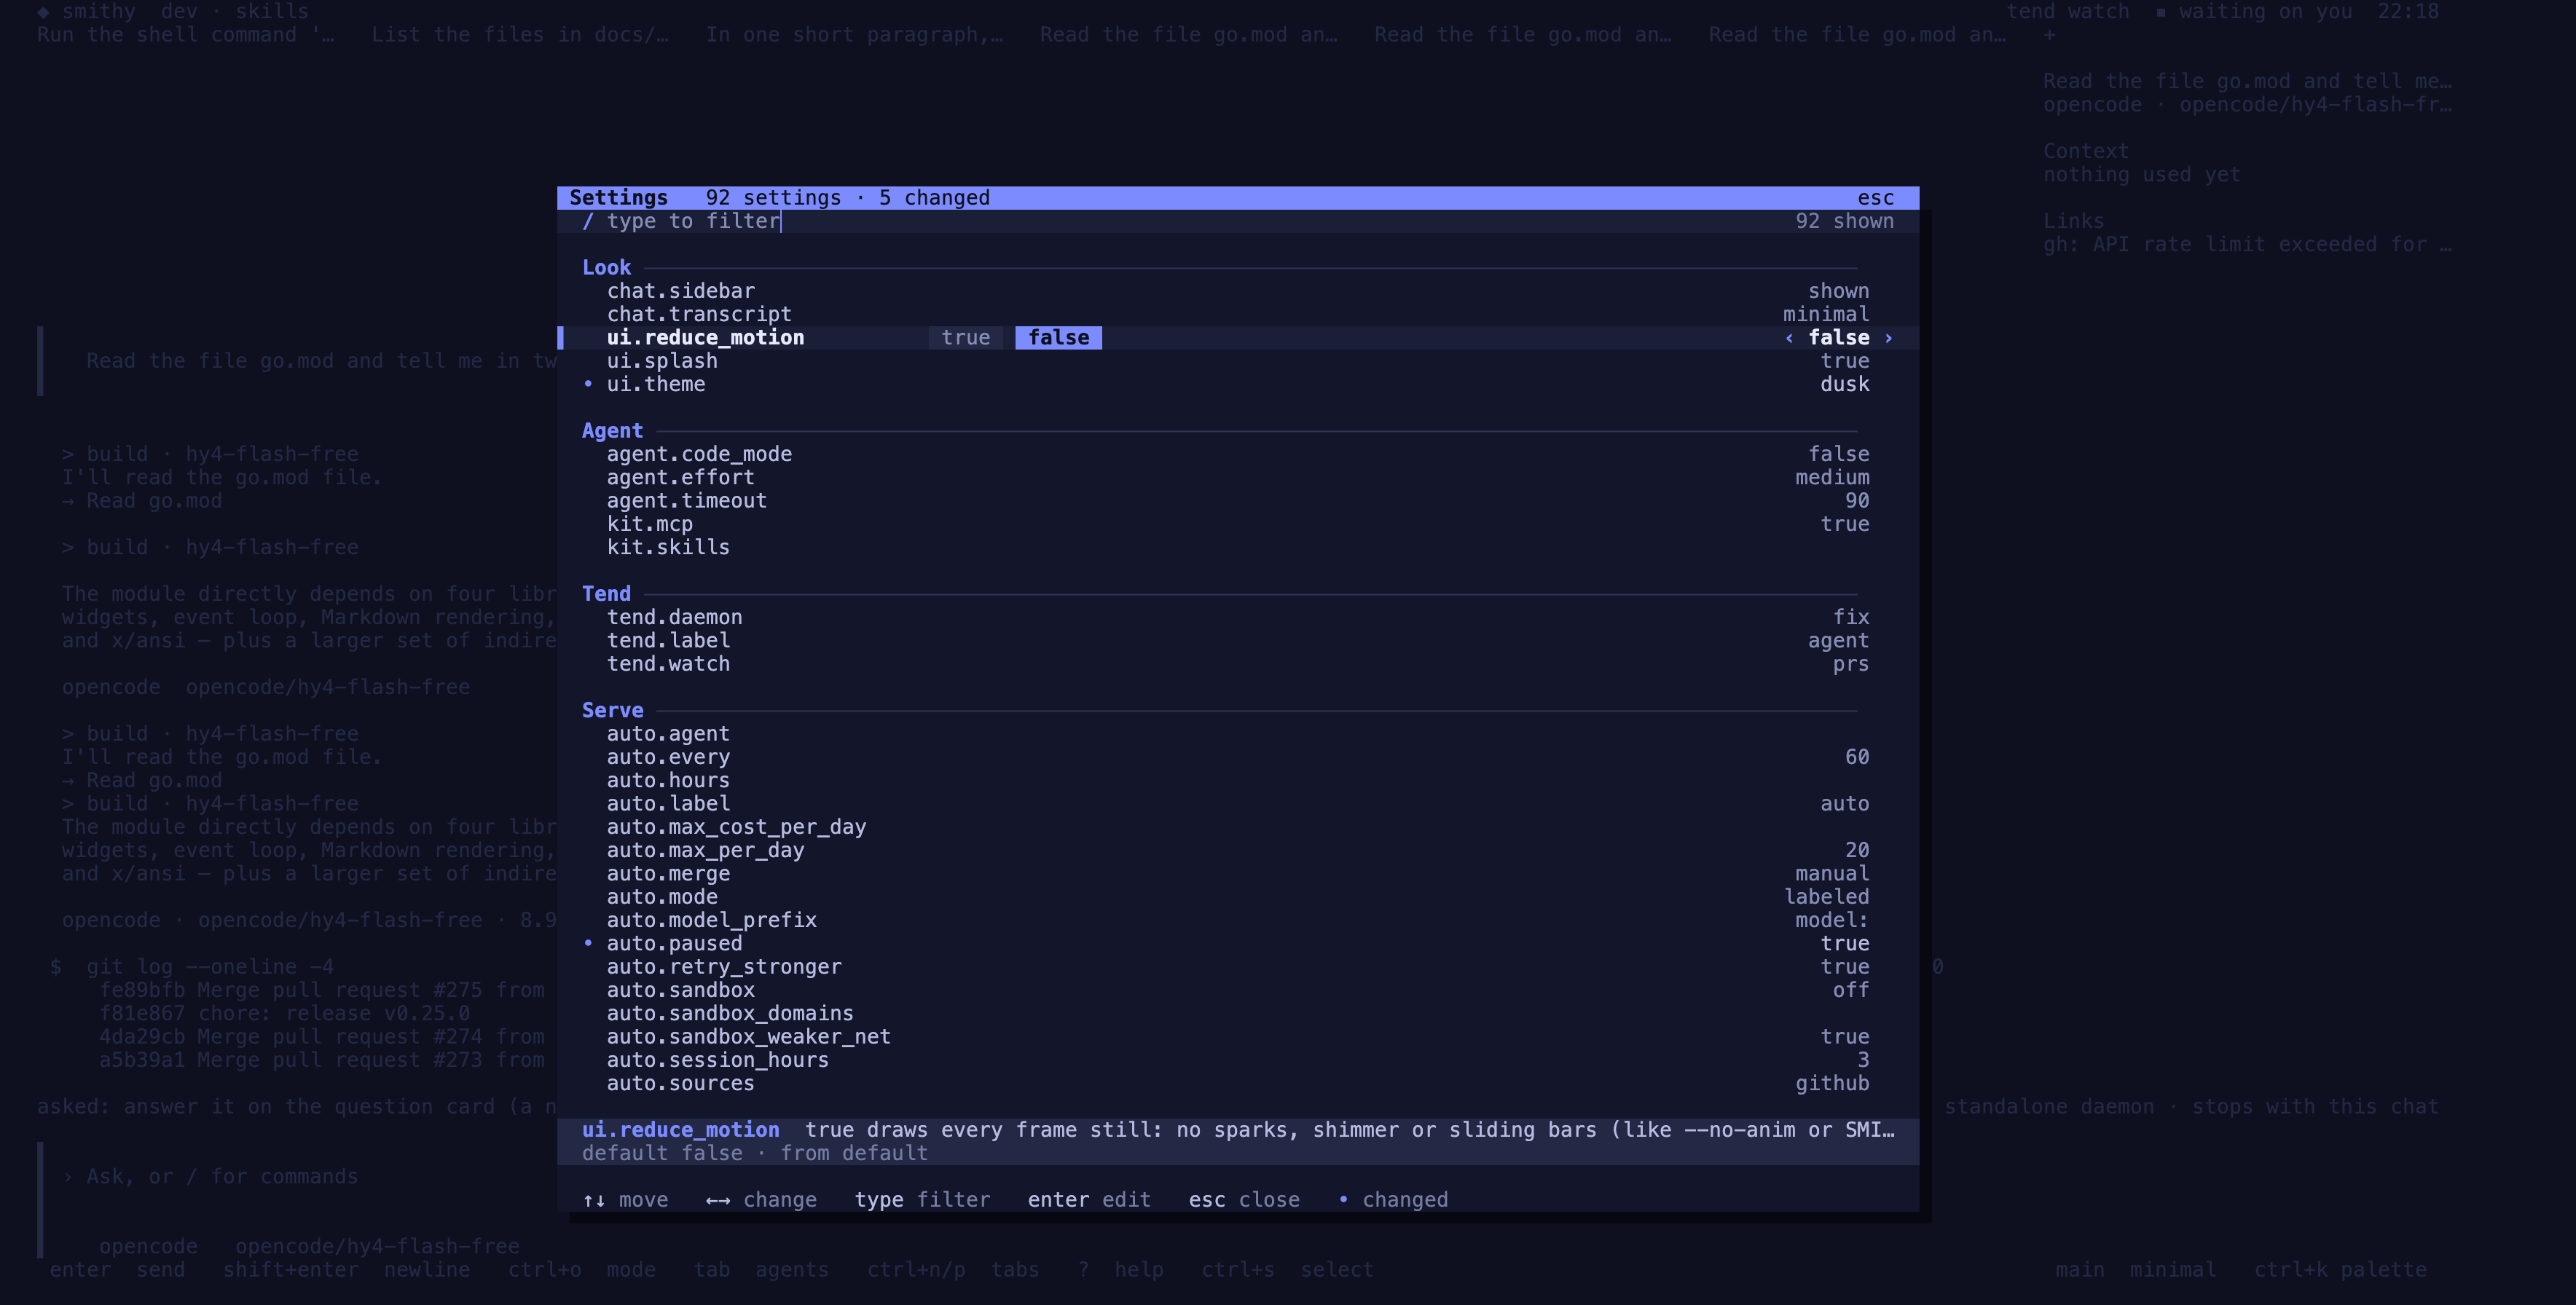 ◆ smithy  dev · skills    tend watch  ▪ waiting on you  22:18
Run the shell command '…   List the files in docs/…   In one short paragraph,…   Read the file go.mod an…   Read the file go.mod an…   Read the file go.mod an…   +
Read the file go.mod and tell me…
opencode · opencode/hy4-flash-fr…
Context
nothing used yet
Links
gh: API rate limit exceeded for …
Settings   92 settings · 5 changed    esc
/ type to filter    92 shown
Look
chat.sidebar    shown
chat.transcript    minimal
ui.reduce_motion    true   false    ‹ false ›
ui.splash    true
• ui.theme    dusk
Agent
agent.code_mode    false
agent.effort    medium
agent.timeout    90
kit.mcp    true
kit.skills
Tend
tend.daemon    fix
tend.label    agent
tend.watch    prs
Serve
auto.agent
auto.every    60
auto.hours
auto.label    auto
auto.max_cost_per_day
auto.max_per_day    20
auto.merge    manual
auto.mode    labeled
auto.model_prefix    model:
• auto.paused    true
auto.retry_stronger    true
auto.sandbox    off
auto.sandbox_domains
auto.sandbox_weaker_net    true
auto.session_hours    3
auto.sources    github
ui.reduce_motion  true draws every frame still: no sparks, shimmer or sliding bars (like --no-anim or SMI…
default false · from default
↑↓ move   ←→ change   type filter   enter edit   esc close   • changed
Read the file go.mod and tell me in tw
> build · hy4-flash-free
I'll read the go.mod file.
→ Read go.mod
> build · hy4-flash-free
The module directly depends on four libr
widgets, event loop, Markdown rendering,
and x/ansi — plus a larger set of indire
opencode  opencode/hy4-flash-free
> build · hy4-flash-free
I'll read the go.mod file.
→ Read go.mod
> build · hy4-flash-free
The module directly depends on four libr
widgets, event loop, Markdown rendering,
and x/ansi — plus a larger set of indire
opencode · opencode/hy4-flash-free · 8.9
$  git log --oneline -4    0
fe89bfb Merge pull request #275 from
f81e867 chore: release v0.25.0
4da29cb Merge pull request #274 from
a5b39a1 Merge pull request #273 from
asked: answer it on the question card (a n    standalone daemon · stops with this chat
› Ask, or / for commands
opencode   opencode/hy4-flash-free
enter  send   shift+enter  newline   ctrl+o  mode   tab  agents   ctrl+n/p  tabs   ?  help   ctrl+s  select    main  minimal   ctrl+k palette